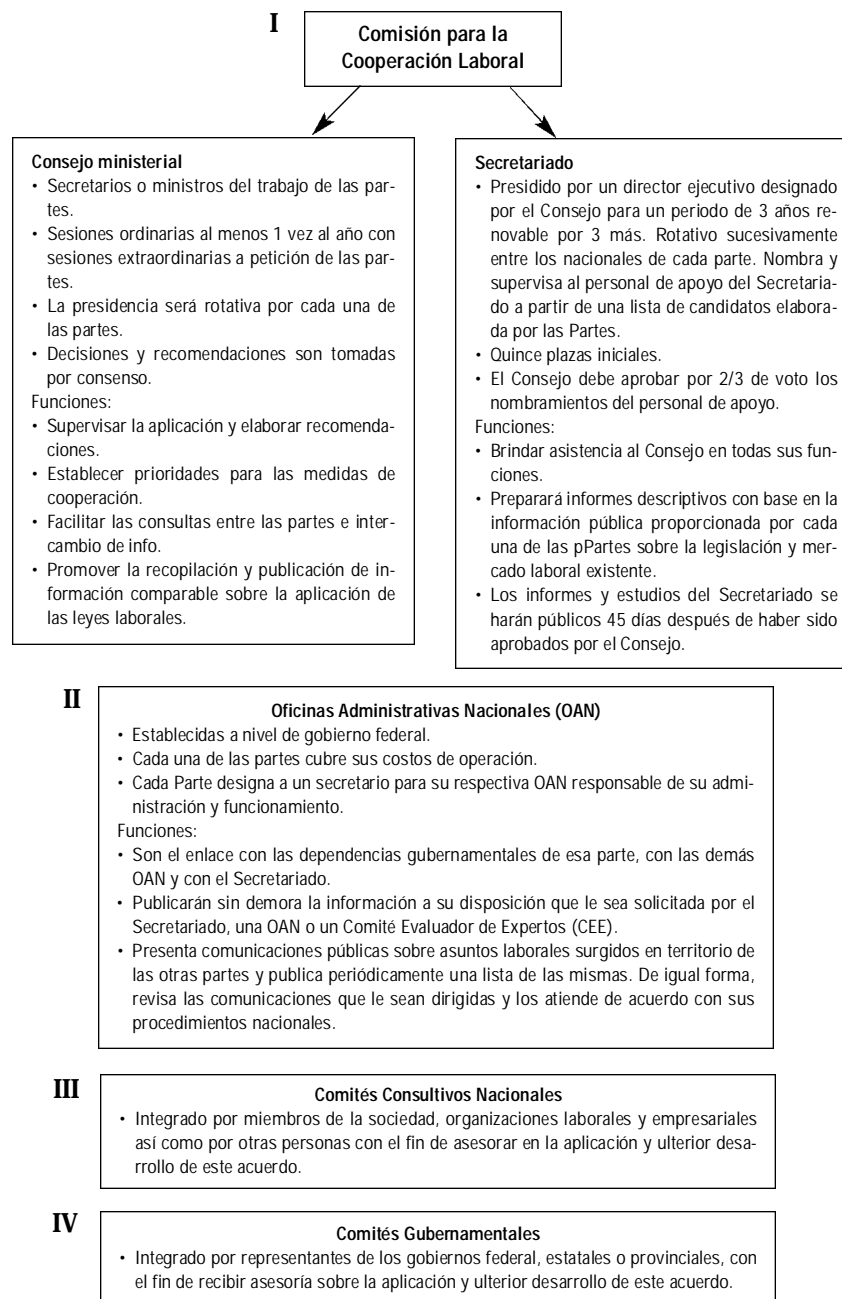 I
Comisión para la
Cooperación Laboral
Consejo ministerial
• Secretarios o ministros del trabajo de las par-
tes.
• Sesiones ordinarias al menos 1 vez al año con
sesiones extraordinarias a petición de las par-
tes.
• La presidencia será rotativa por cada una de
las partes.
• Decisiones y recomendaciones son tomadas
por consenso.
Funciones:
• Supervisar la aplicación y elaborar recomenda-
ciones.
• Establecer prioridades para las medidas de
cooperación.
• Facilitar las consultas entre las partes e inter-
cambio de info.
• Promover la recopilación y publicación de in-
formación comparable sobre la aplicación de
las leyes laborales.
Secretariado
• Presidido por un director ejecutivo designado
por el Consejo para un periodo de 3 años re-
novable por 3 más. Rotativo sucesivamente
entre los nacionales de cada parte. Nombra y
supervisa al personal de apoyo del Secretaria-
do a partir de una lista de candidatos elabora-
da por las Partes.
• Quince plazas iniciales.
• El Consejo debe aprobar por 2/3 de voto los
nombramientos del personal de apoyo.
Funciones:
• Brindar asistencia al Consejo en todas sus fun-
ciones.
• Preparará informes descriptivos con base en la
información pública proporcionada por cada
una de las pPartes sobre la legislación y mer-
cado laboral existente.
• Los informes y estudios del Secretariado se
harán públicos 45 días después de haber sido
aprobados por el Consejo.
II
Oficinas Administrativas Nacionales (OAN)
• Establecidas a nivel de gobierno federal.
• Cada una de las partes cubre sus costos de operación.
• Cada Parte designa a un secretario para su respectiva OAN responsable de su admi-
nistración y funcionamiento.
Funciones:
• Son el enlace con las dependencias gubernamentales de esa parte, con las demás
OAN y con el Secretariado.
• Publicarán sin demora la información a su disposición que le sea solicitada por el
Secretariado, una OAN o un Comité Evaluador de Expertos (CEE).
• Presenta comunicaciones públicas sobre asuntos laborales surgidos en territorio de
las otras partes y publica periódicamente una lista de las mismas. De igual forma,
revisa las comunicaciones que le sean dirigidas y los atiende de acuerdo con sus
procedimientos nacionales.
III
Comités Consultivos Nacionales
• Integrado por miembros de la sociedad, organizaciones laborales y empresariales
así como por otras personas con el fin de asesorar en la aplicación y ulterior desa-
rrollo de este acuerdo.
IV
Comités Gubernamentales
• Integrado por representantes de los gobiernos federal, estatales o provinciales, con
el fin de recibir asesoría sobre la aplicación y ulterior desarrollo de este acuerdo.